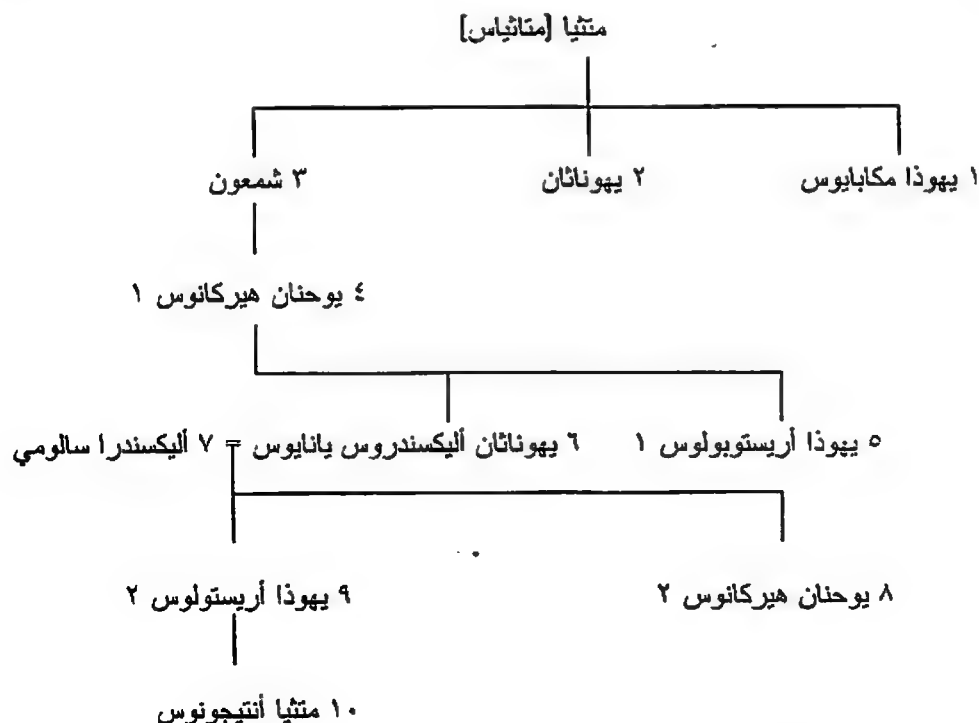 متثيا [متاثياس]
١ يهوذا مكابايوس ٢ يهوناثان ٣ شمعون
٤ يوحنان هيركانوس ١
٥ يهوذا أريستوبولوس ١ ٦ يهوناثان أليكسندروس يانايوس = ٧ أليكسندرا سالومي
٨ يوحنان هيركانوس ٢ ٩ يهوذا أريستولوس ٢
١٠ متثيا أنتيجونوس